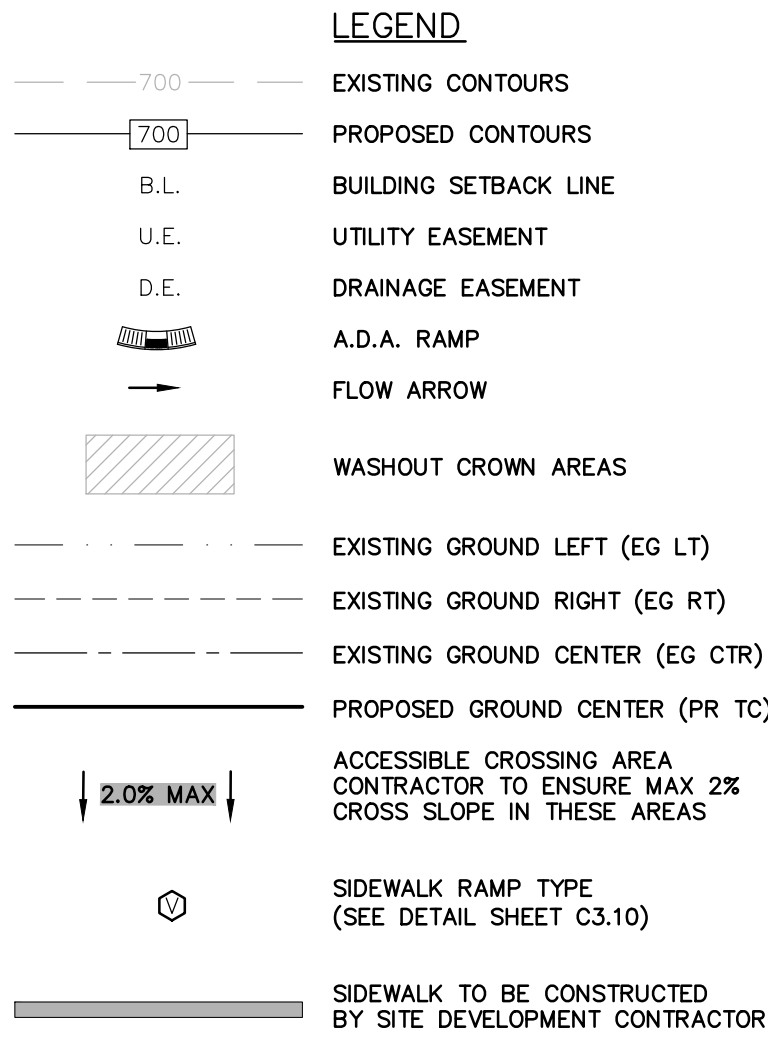 LEGEND
700 EXISTING CONTOURS
700 PROPOSED CONTOURS
B.L. BUILDING SETBACK LINE
U.E. UTILITY EASEMENT
D.E. DRAINAGE EASEMENT
A.D.A. RAMP
FLOW ARROW
WASHOUT CROWN AREAS
EXISTING GROUND LEFT (EG LT)
EXISTING GROUND RIGHT (EG RT)
EXISTING GROUND CENTER (EG CTR)
PROPOSED GROUND CENTER (PR TC)
2.0% MAX
ACCESSIBLE CROSSING AREA
CONTRACTOR TO ENSURE MAX 2%
CROSS SLOPE IN THESE AREAS
V
SIDEWALK RAMP TYPE
(SEE DETAIL SHEET C3.10)
SIDEWALK TO BE CONSTRUCTED
BY SITE DEVELOPMENT CONTRACTOR